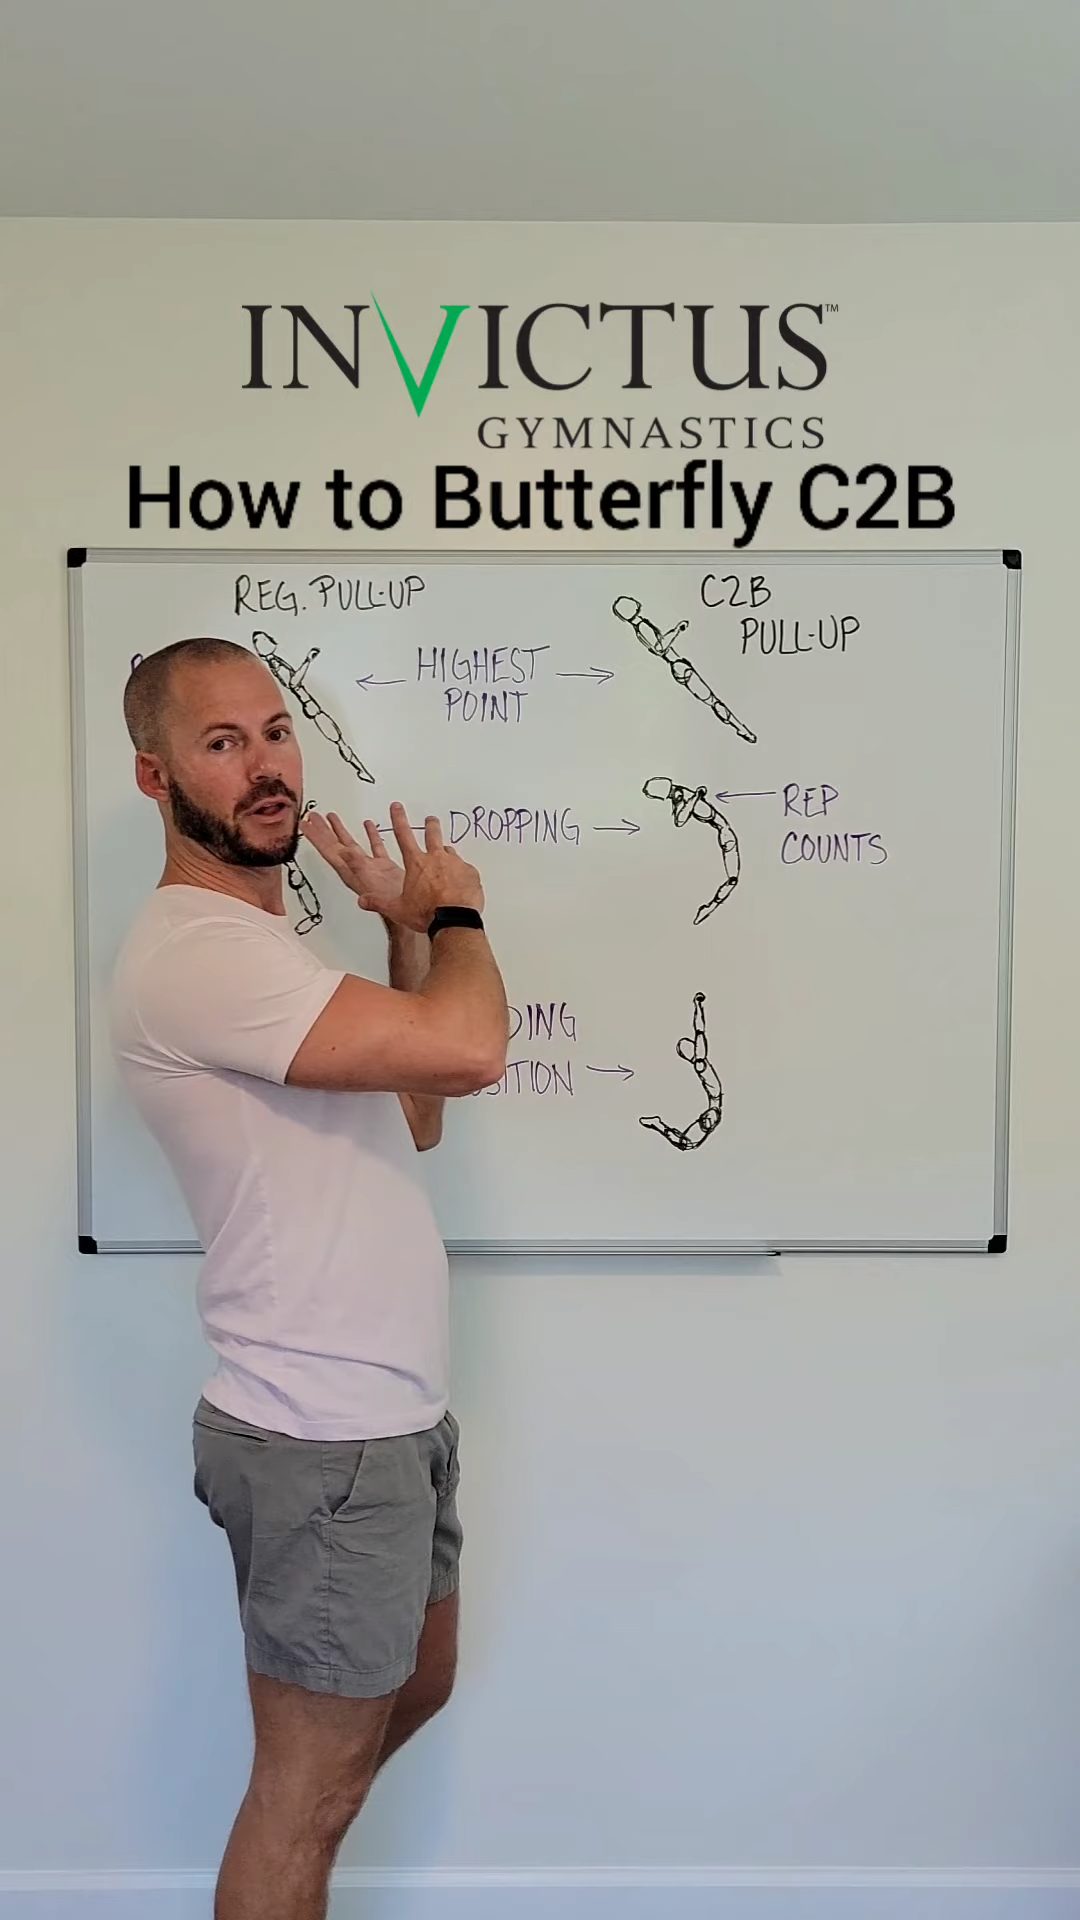 INVICTUS™
GYMNASTICS
How to Butterfly C2B
REG. PULL-UP
C2B
PULL-UP
HIGHEST
POINT
DROPPING
REP
COUNTS